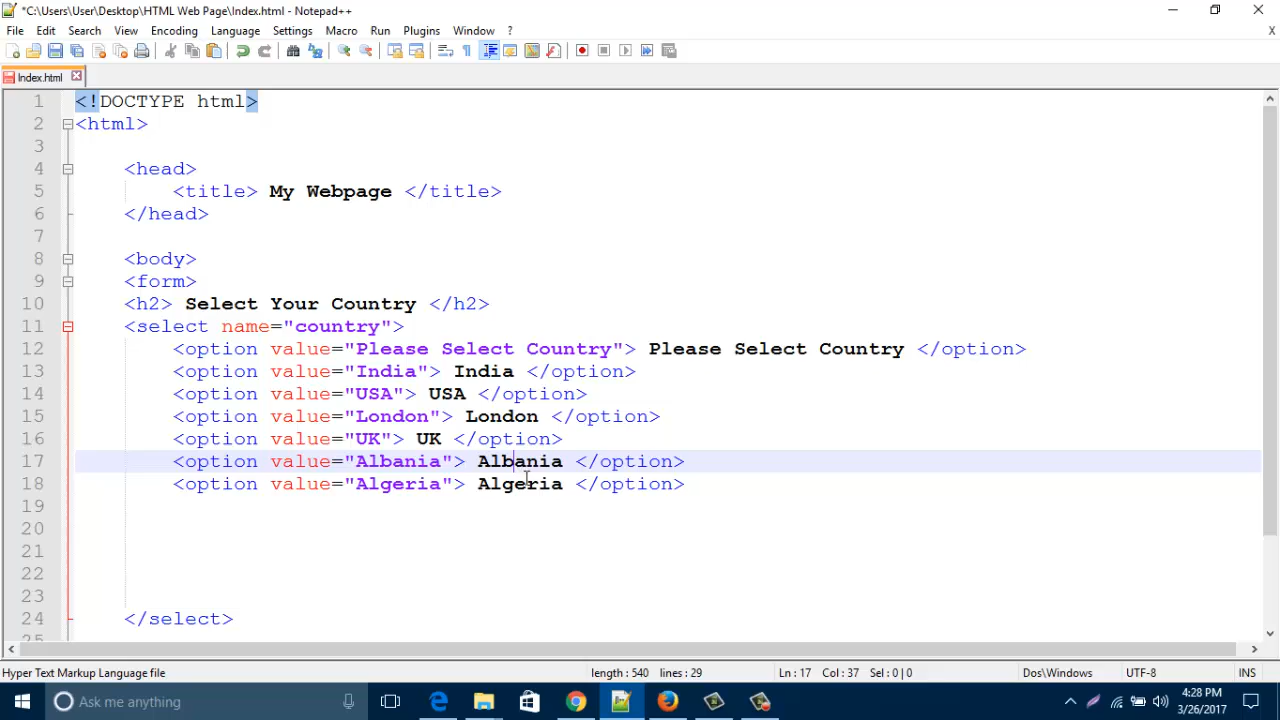 *C:\Users\User\Desktop\HTML Web Page\Index.html - Notepad++
File Edit Search View Encoding Language Settings Macro Run Plugins Window ? X
Index.html
1 <!DOCTYPE html>
2 <html>
3
4 <head>
5 <title> My Webpage </title>
6 </head>
7
8 <body>
9 <form>
10 <h2> Select Your Country </h2>
11 <select name="country">
12 <option value="Please Select Country"> Please Select Country </option>
13 <option value="India"> India </option>
14 <option value="USA"> USA </option>
15 <option value="London"> London </option>
16 <option value="UK"> UK </option>
17 <option value="Albania"> Albania </option>
18 <option value="Algeria"> Algeria </option>
19
20
21
22
23
24 </select>
25
Hyper Text Markup Language file length : 540 lines : 29 Ln : 17 Col : 37 Sel : 0 | 0 Dos\Windows UTF-8 INS
Ask me anything
4:28 PM
3/26/2017